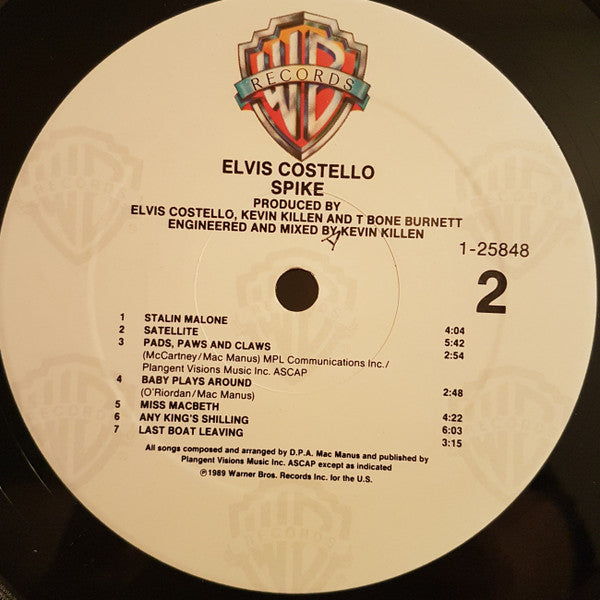 WB
RECORDS
ELVIS COSTELLO
SPIKE
PRODUCED BY
ELVIS COSTELLO, KEVIN KILLEN AND T BONE BURNETT
ENGINEERED AND MIXED BY KEVIN KILLEN
1-25848
2
1 STALIN MALONE
2 SATELLITE 4:04
3 PADS, PAWS AND CLAWS 5:42
(McCartney/Mac Manus) MPL Communications Inc./ 2:54
Plangent Visions Music Inc. ASCAP
4 BABY PLAYS AROUND
(O'Riordan/Mac Manus) 2:48
5 MISS MACBETH
6 ANY KING'S SHILLING 4:22
7 LAST BOAT LEAVING 6:03
3:15
All songs composed and arranged by D.P.A. Mac Manus and published by
Plangent Visions Music Inc. ASCAP except as indicated
℗1989 Warner Bros. Records Inc. for the U.S.